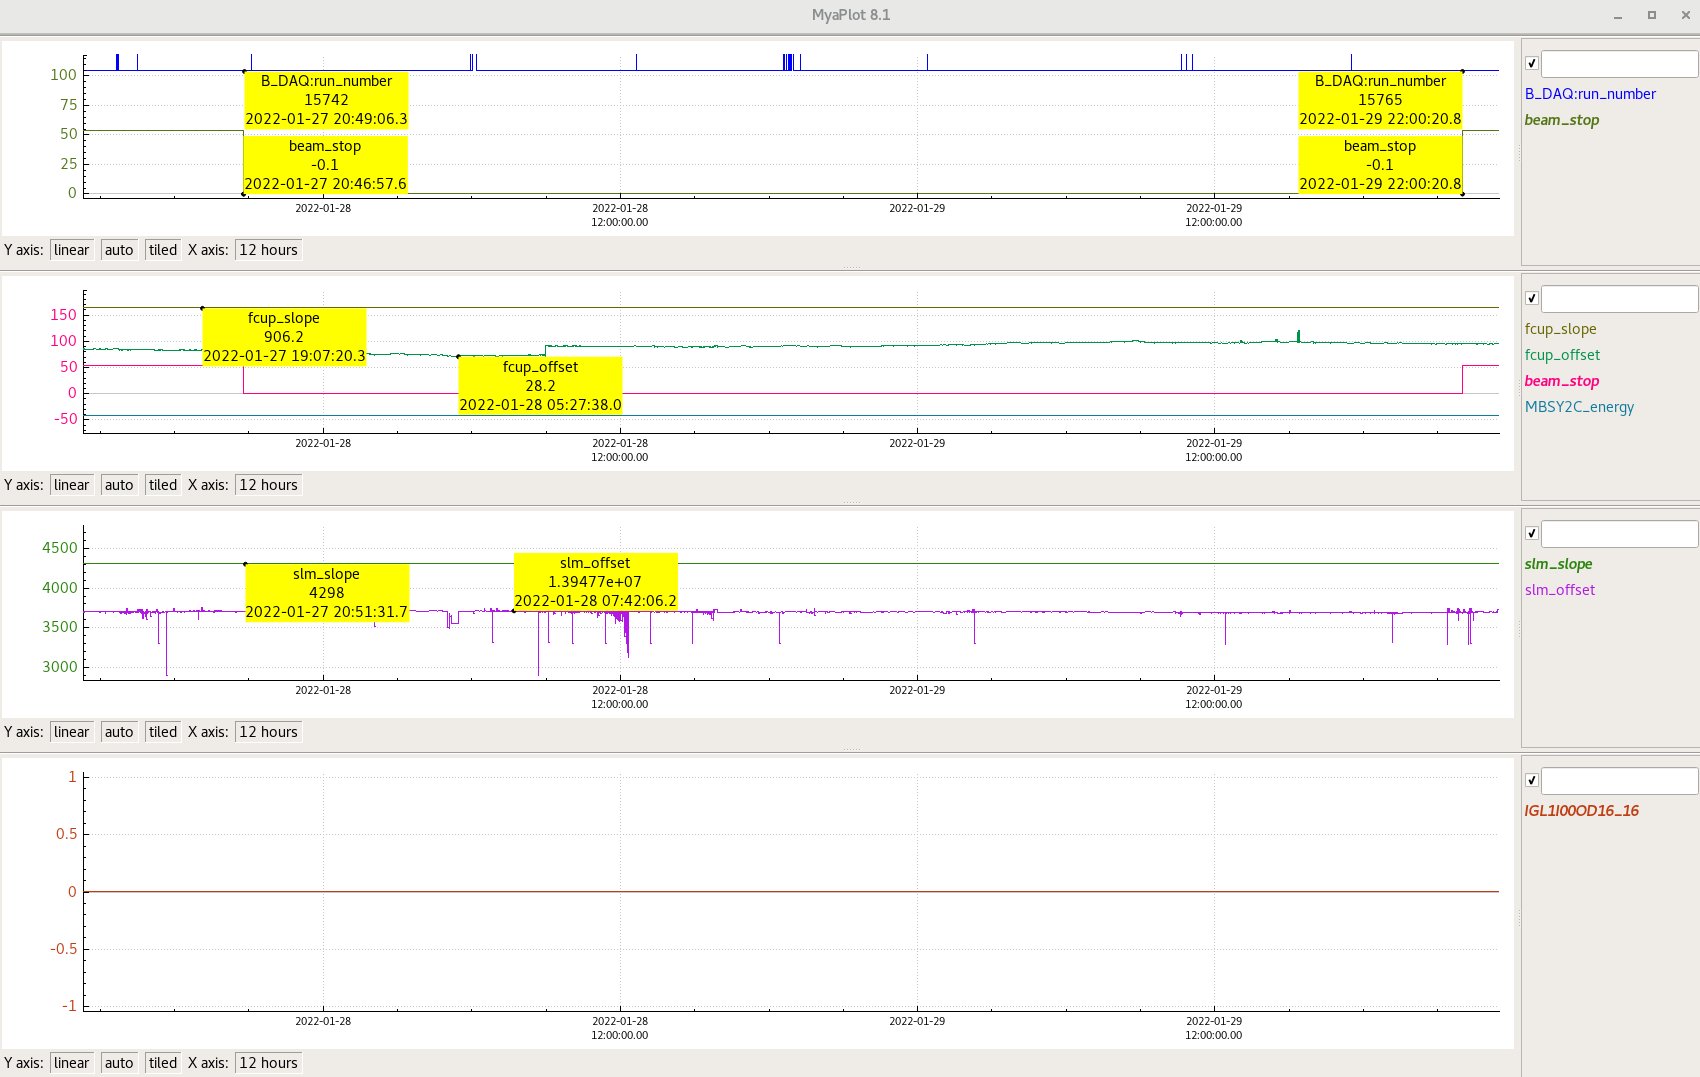 MyaPlot 8.1
100
75
50
25
0
B_DAQ:run_number
15742
2022-01-27 20:49:06.3
beam_stop
-0.1
2022-01-27 20:46:57.6
B_DAQ:run_number
15765
2022-01-29 22:00:20.8
beam_stop
-0.1
2022-01-29 22:00:20.8
2022-01-28
2022-01-28
12:00:00.00
2022-01-29
2022-01-29
12:00:00.00
B_DAQ:run_number
beam_stop
Y axis: linear auto tiled X axis: 12 hours
150
100
50
0
-50
fcup_slope
906.2
2022-01-27 19:07:20.3
fcup_offset
28.2
2022-01-28 05:27:38.0
2022-01-28
2022-01-28
12:00:00.00
2022-01-29
2022-01-29
12:00:00.00
fcup_slope
fcup_offset
beam_stop
MBSY2C_energy
Y axis: linear auto tiled X axis: 12 hours
4500
4000
3500
3000
slm_slope
4298
2022-01-27 20:51:31.7
slm_offset
1.39477e+07
2022-01-28 07:42:06.2
2022-01-28
2022-01-28
12:00:00.00
2022-01-29
2022-01-29
12:00:00.00
slm_slope
slm_offset
Y axis: linear auto tiled X axis: 12 hours
1
0.5
0
-0.5
-1
2022-01-28
2022-01-28
12:00:00.00
2022-01-29
2022-01-29
12:00:00.00
IGL1I00OD16_16
Y axis: linear auto tiled X axis: 12 hours